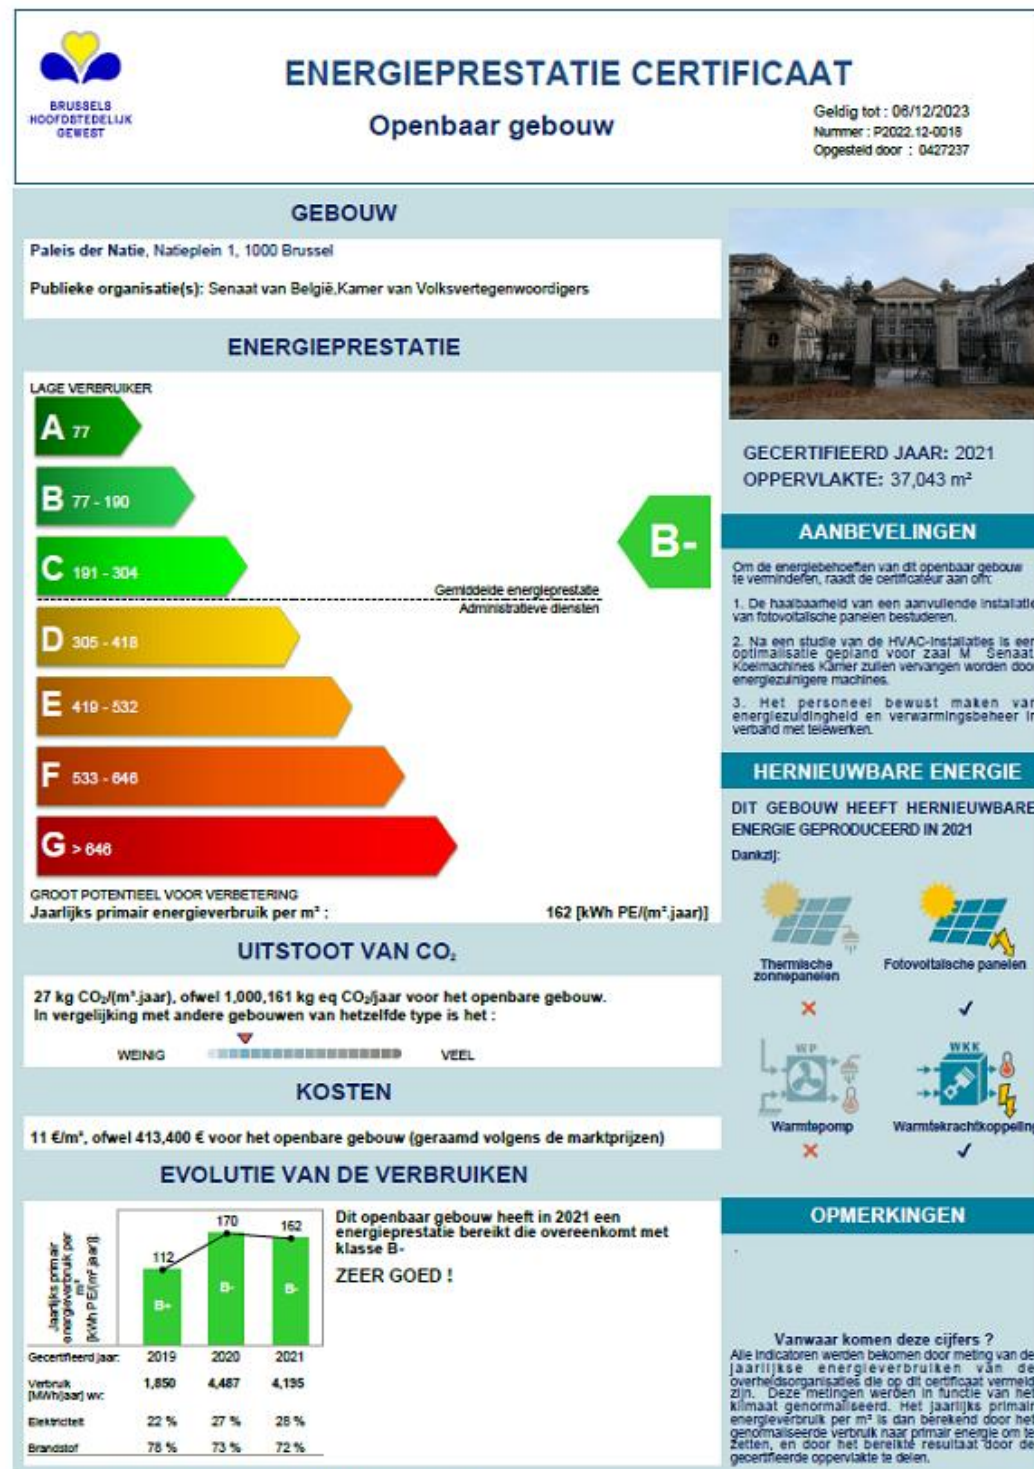 BRUSSELS
HOOFDSTEDELIJK
GEWEST
ENERGIEPRESTATIE CERTIFICAAT
Openbaar gebouw
Geldig tot : 06/12/2023
Nummer : P2022.12-0018
Opgesteld door : 0427237
GEBOUW
Paleis der Natie, Natieplein 1, 1000 Brussel
Publieke organisatie(s): Senaat van België,Kamer van Volksvertegenwoordigers
ENERGIEPRESTATIE
LAGE VERBRUIKER
A 77
B 77 - 190
C 191 - 304
Gemiddelde energieprestatie
Administratieve diensten
D 305 - 418
E 419 - 532
F 533 - 646
G > 646
B-
GROOT POTENTIEEL VOOR VERBETERING
Jaarlijks primair energieverbruik per m² : 162 [kWh PE/(m².jaar)]
UITSTOOT VAN CO₂
27 kg CO₂/(m².jaar), ofwel 1,000,161 kg eq CO₂/jaar voor het openbare gebouw.
In vergelijking met andere gebouwen van hetzelfde type is het :
WEINIG VEEL
KOSTEN
11 €/m², ofwel 413,400 € voor het openbare gebouw (geraamd volgens de marktprijzen)
EVOLUTIE VAN DE VERBRUIKEN
Jaarlijks primair
energieverbruik per
m²
[kWh PE/(m².jaar)]:
112 170 162
B+ B- B-
Gecertifieerd jaar: 2019 2020 2021
Verbruik
[MWh/jaar] wv: 1,850 4,487 4,195
Elektriciteit 22 % 27 % 28 %
Brandstof 78 % 73 % 72 %
Dit openbaar gebouw heeft in 2021 een
energieprestatie bereikt die overeenkomt met
klasse B-
ZEER GOED !
GECERTIFIEERD JAAR: 2021
OPPERVLAKTE: 37,043 m²
AANBEVELINGEN
Om de energiebehoeften van dit openbaar gebouw
te verminderen, raadt de certificateur aan om:
1. De haalbaarheid van een aanvullende installatie
van fotovoltaïsche panelen bestuderen.
2. Na een studie van de HVAC-installaties is een
optimalisatie gepland voor zaal M Senaat.
Koelmachines Kamer zullen vervangen worden door
energiezuinigere machines.
3. Het personeel bewust maken van
energiezuidingheid en verwarmingsbeheer in
verband met telewerken.
HERNIEUWBARE ENERGIE
DIT GEBOUW HEEFT HERNIEUWBARE
ENERGIE GEPRODUCEERD IN 2021
Dankzij:
Thermische
zonnepanelen
Fotovoltaïsche panelen
WP
WKK
Warmtepomp
Warmtekrachtkoppeling
OPMERKINGEN
.
Vanwaar komen deze cijfers ?
Alle indicatoren werden bekomen door meting van de
jaarlijkse energieverbruiken van de
overheidsorganisaties die op dit certificaat vermeld
zijn. Deze metingen werden in functie van het
klimaat genormaliseerd. Het jaarlijks primair
energieverbruik per m² is dan berekend door het
genormaliseerde verbruik naar primair energie om te
zetten, en door het bereikte resultaat door de
gecertifieerde oppervlakte te delen.